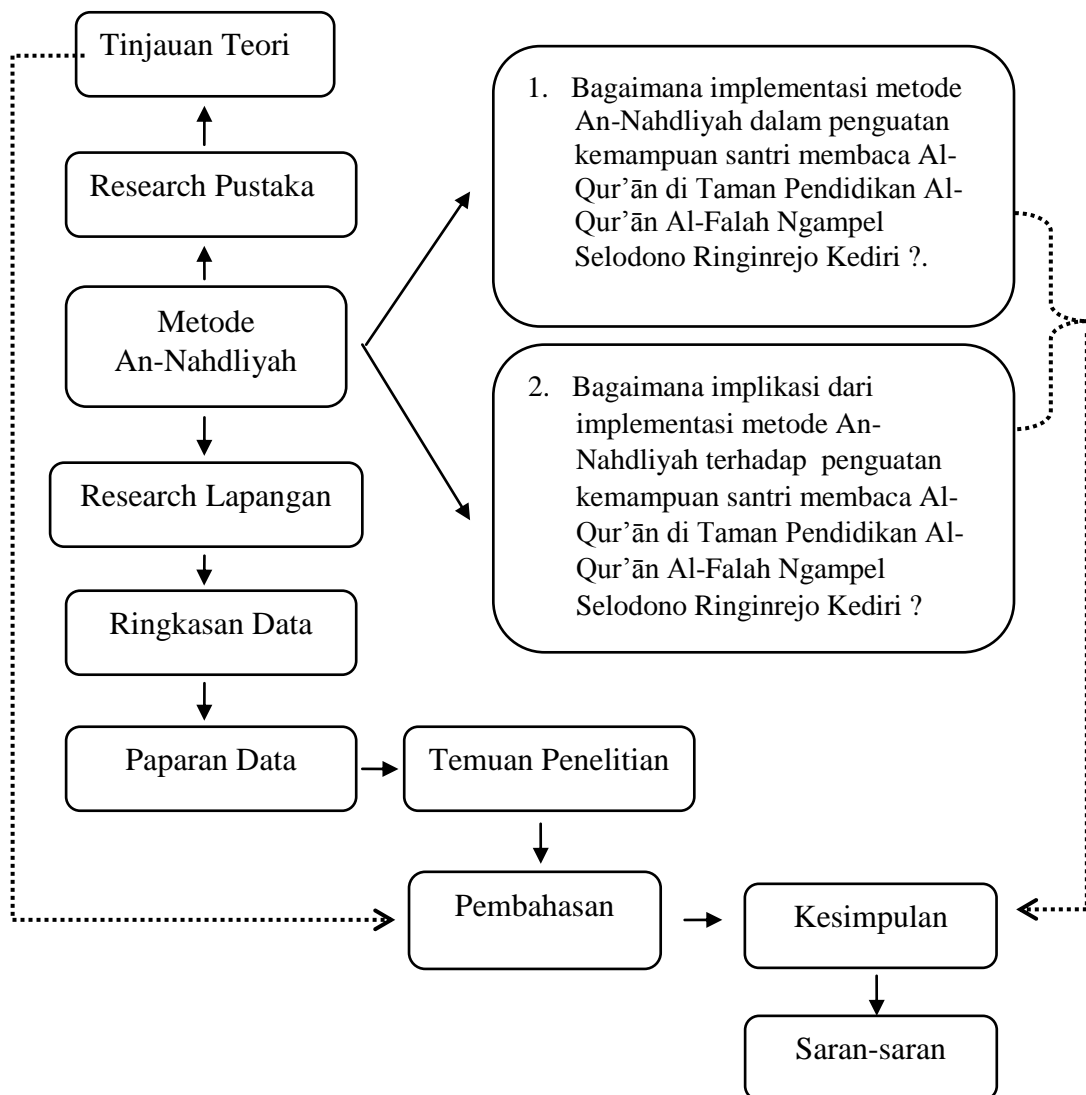 Tinjauan Teori
Research Pustaka
Metode
An-Nahdliyah
Research Lapangan
Ringkasan Data
Paparan Data
Temuan Penelitian
Pembahasan
Kesimpulan
Saran-saran
1. Bagaimana implementasi metode
An-Nahdliyah dalam penguatan
kemampuan santri membaca Al-
Qur’ān di Taman Pendidikan Al-
Qur’ān Al-Falah Ngampel
Selodono Ringinrejo Kediri ?.
2. Bagaimana implikasi dari
implementasi metode An-
Nahdliyah terhadap penguatan
kemampuan santri membaca Al-
Qur’ān di Taman Pendidikan Al-
Qur’ān Al-Falah Ngampel
Selodono Ringinrejo Kediri ?